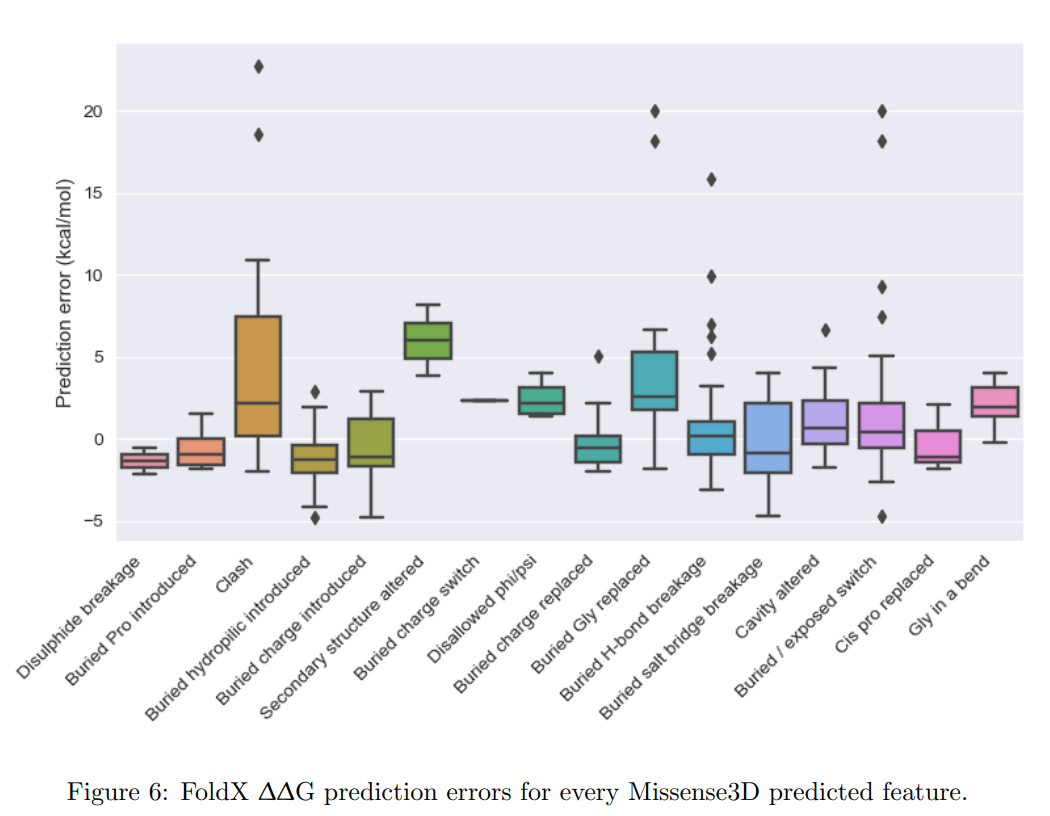 20
15
10
5
0
−5
Prediction error (kcal/mol)
Disulphide breakage
Buried Pro introduced
Clash
Buried hydropilic introduced
Buried charge introduced
Secondary structure altered
Buried charge switch
Disallowed phi/psi
Buried charge replaced
Buried Gly replaced
Buried H-bond breakage
Buried salt bridge breakage
Cavity altered
Buried / exposed switch
Cis pro replaced
Gly in a bend
Figure 6: FoldX ΔΔG prediction errors for every Missense3D predicted feature.